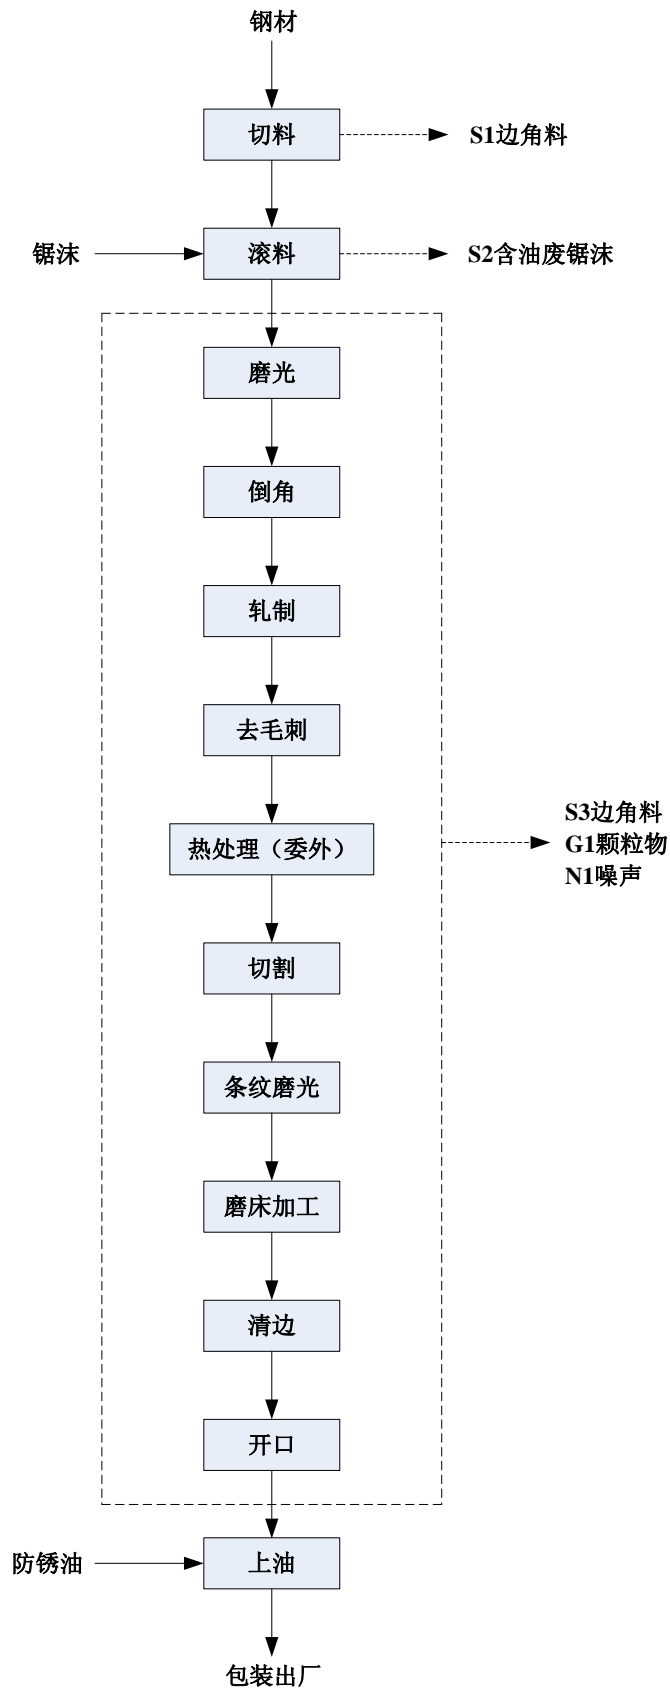 钢材
切料
S1边角料
锯沫
滚料
S2含油废锯沫
磨光
倒角
轧制
去毛刺
热处理（委外）
S3边角料
G1颗粒物
N1噪声
切割
条纹磨光
磨床加工
清边
开口
防锈油
上油
包装出厂